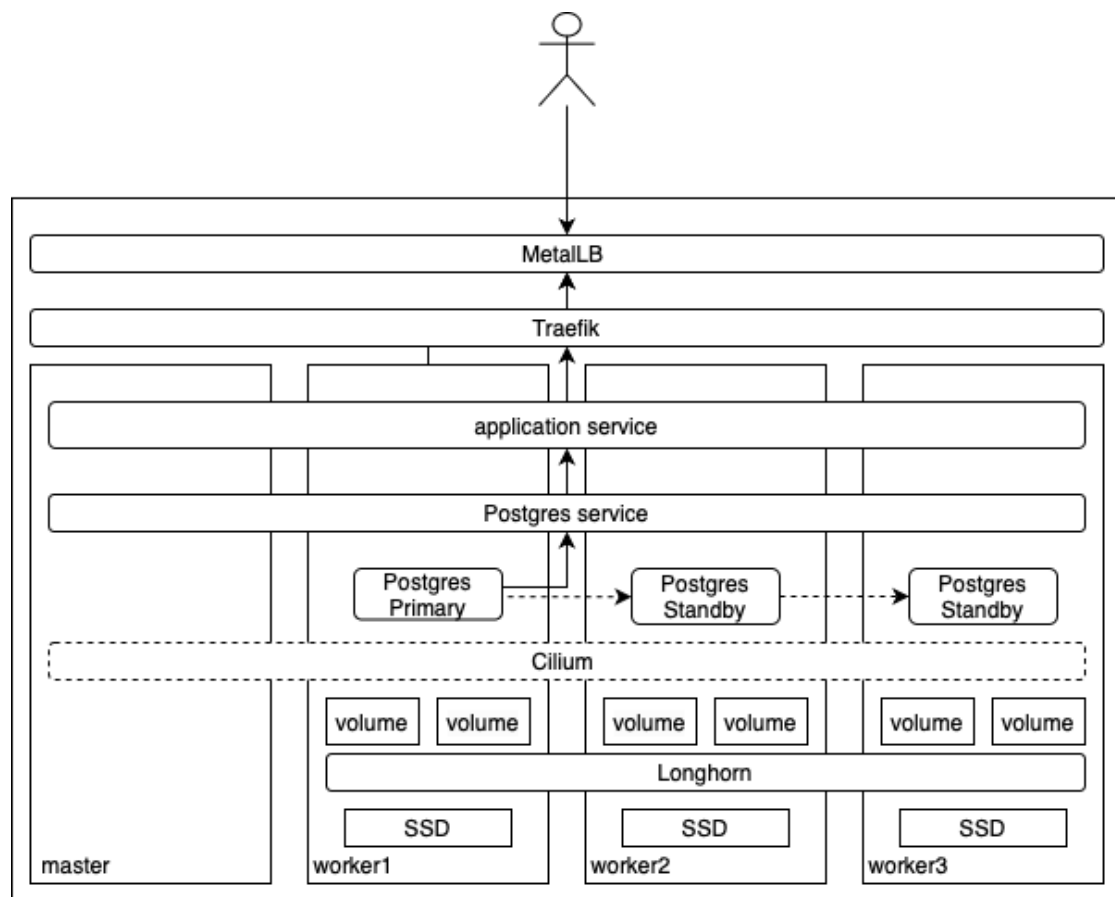 MetalLB
Traefik
application service
Postgres service
Postgres
Primary
Postgres
Standby
Postgres
Standby
Cilium
volume
volume
volume
volume
volume
volume
Longhorn
SSD
SSD
SSD
master
worker1
worker2
worker3